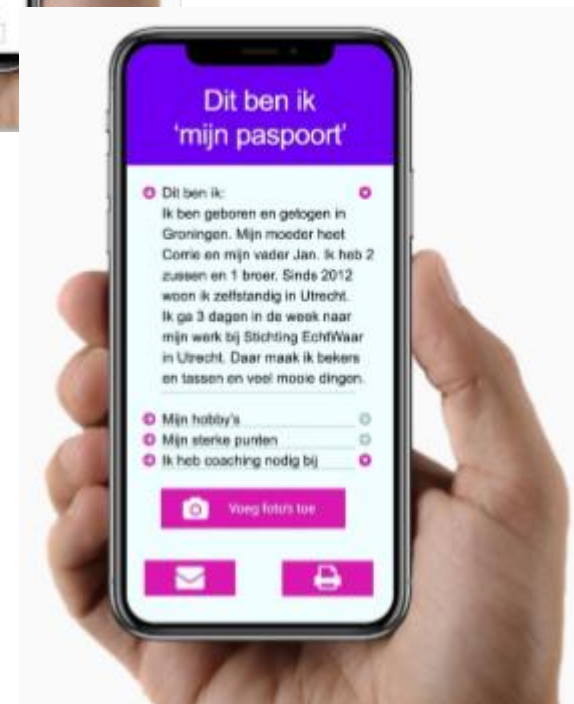 Dit ben ik
‘mijn paspoort’
Dit ben ik:
Ik ben geboren en getogen in
Groningen. Mijn moeder heet
Corrie en mijn vader Jan. Ik heb 2
zussen en 1 broer. Sinds 2012
woon ik zelfstandig in Utrecht.
Ik ga 3 dagen in de week naar
mijn werk bij Stichting EchtWaar
in Utrecht. Daar maak ik bekers
en tassen en veel mooie dingen.
Mijn hobby's
Mijn sterke punten
Ik heb coaching nodig bij
Voeg foto's toe